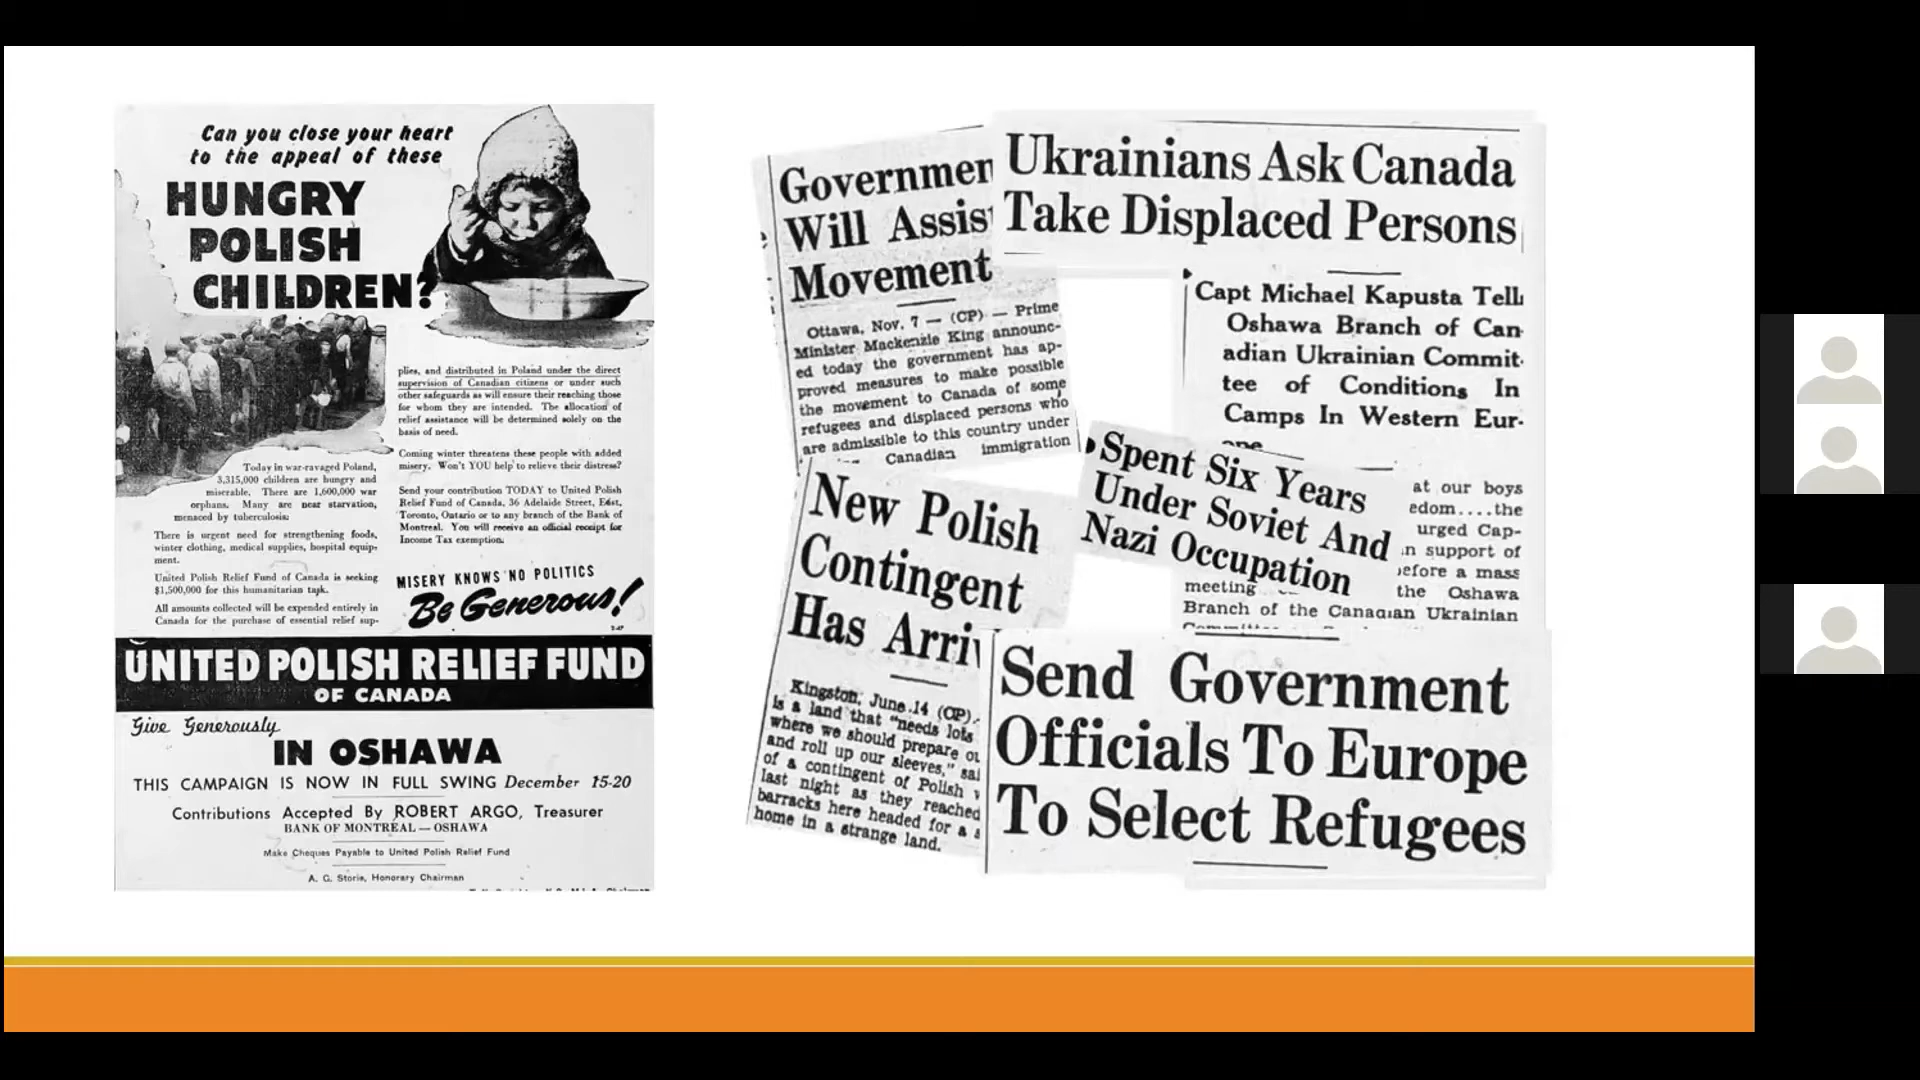 Can you close your heart
to the appeal of these
HUNGRY
POLISH
CHILDREN?
Today in war-ravaged Poland,
3,315,000 children are hungry and
miserable. There are 1,600,000 war
orphans. Many are near starvation,
menaced by tuberculosis.
There is urgent need for strengthening foods,
winter clothing, medical supplies, hospital equip-
ment.
United Polish Relief Fund of Canada is seeking
$1,500,000 for this humanitarian task.
All amounts collected will be expended entirely in
Canada for the purchase of essential relief sup-
plies, and distributed in Poland under the direct
supervision of Canadian citizens or under such
other safeguards as will ensure their reaching those
for whom they are intended. The allocation of
relief assistance will be determined solely on the
basis of need.
Coming winter threatens these people with added
misery. Won't YOU help to relieve their distress?
Send your contribution TODAY to United Polish
Relief Fund of Canada, 36 Adelaide Street, East,
Toronto, Ontario or to any branch of the Bank of
Montreal. You will receive an official receipt for
Income Tax exemption.
MISERY KNOWS NO POLITICS
Be Generous!
UNITED POLISH RELIEF FUND
OF CANADA
Give Generously
IN OSHAWA
THIS CAMPAIGN IS NOW IN FULL SWING December 15-20
Contributions Accepted By ROBERT ARGO, Treasurer
BANK OF MONTREAL — OSHAWA
Make Cheques Payable to United Polish Relief Fund
A. G. Storie, Honorary Chairman
Governmen
Will Assist
Movement
Ottawa, Nov. 7 — (CP) — Prime
Minister Mackenzie King announc-
ed today the government has ap-
proved measures to make possible
the movement to Canada of some
refugees and displaced persons who
are admissible to this country under
Canadian immigration
Ukrainians Ask Canada
Take Displaced Persons
Capt Michael Kapusta Tells
Oshawa Branch of Can-
adian Ukrainian Commit-
tee of Conditions In
Camps In Western Eur-
ope
Spent Six Years
Under Soviet And
Nazi Occupation
at our boys
edom....the
urged Cap-
in support of
before a mass
meeting the Oshawa
Branch of the Canadian Ukrainian
New Polish
Contingent
Has Arriv
Kingston, June 14 (CP).-
is a land that "needs lots
where we should prepare ou
and roll up our sleeves," sai
of a contingent of Polish v
last night as they reached
barracks here headed for a s
home in a strange land.
Send Government
Officials To Europe
To Select Refugees